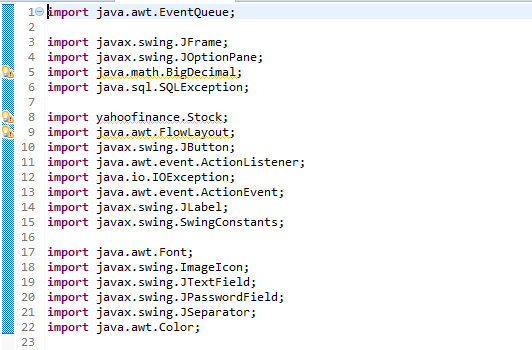 1 import java.awt.EventQueue;
2
3 import javax.swing.JFrame;
4 import javax.swing.JOptionPane;
5 import java.math.BigDecimal;
6 import java.sql.SQLException;
7
8 import yahoofinance.Stock;
9 import java.awt.FlowLayout;
10 import javax.swing.JButton;
11 import java.awt.event.ActionListener;
12 import java.io.IOException;
13 import java.awt.event.ActionEvent;
14 import javax.swing.JLabel;
15 import javax.swing.SwingConstants;
16
17 import java.awt.Font;
18 import javax.swing.ImageIcon;
19 import javax.swing.JTextField;
20 import javax.swing.JPasswordField;
21 import javax.swing.JSeparator;
22 import java.awt.Color;
23